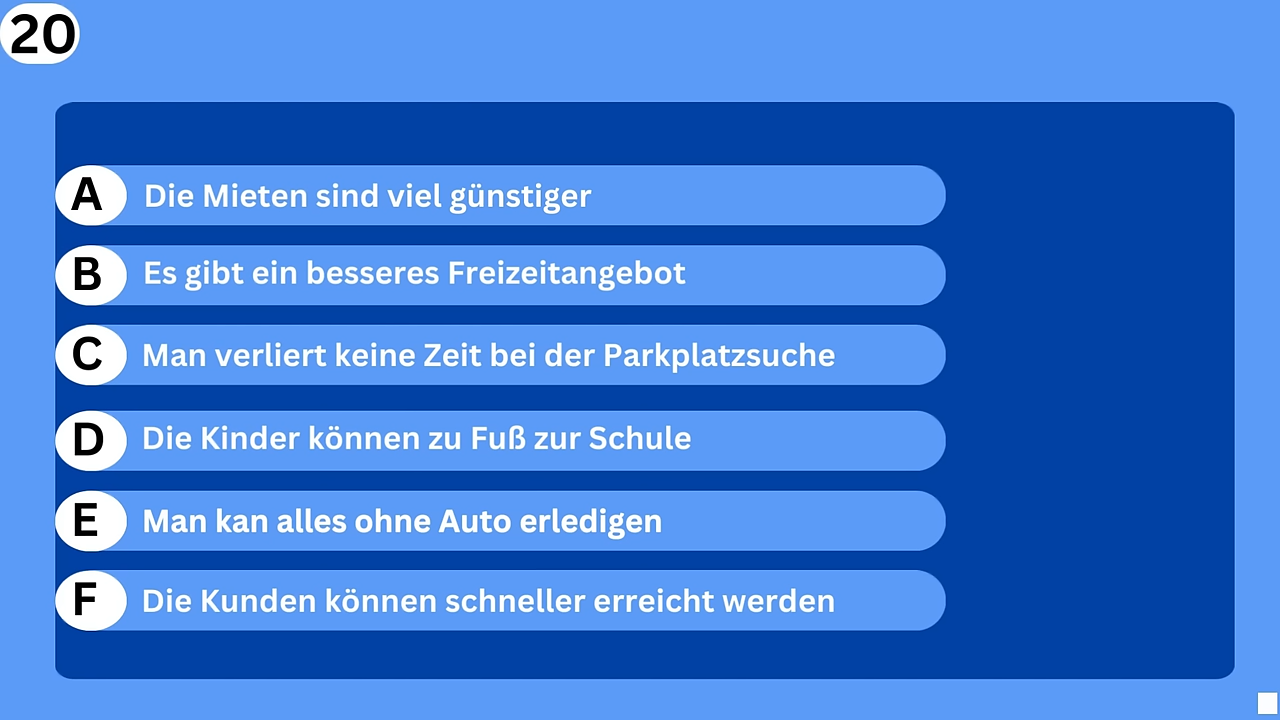 20
A Die Mieten sind viel günstiger
B Es gibt ein besseres Freizeitangebot
C Man verliert keine Zeit bei der Parkplatzsuche
D Die Kinder können zu Fuß zur Schule
E Man kan alles ohne Auto erledigen
F Die Kunden können schneller erreicht werden